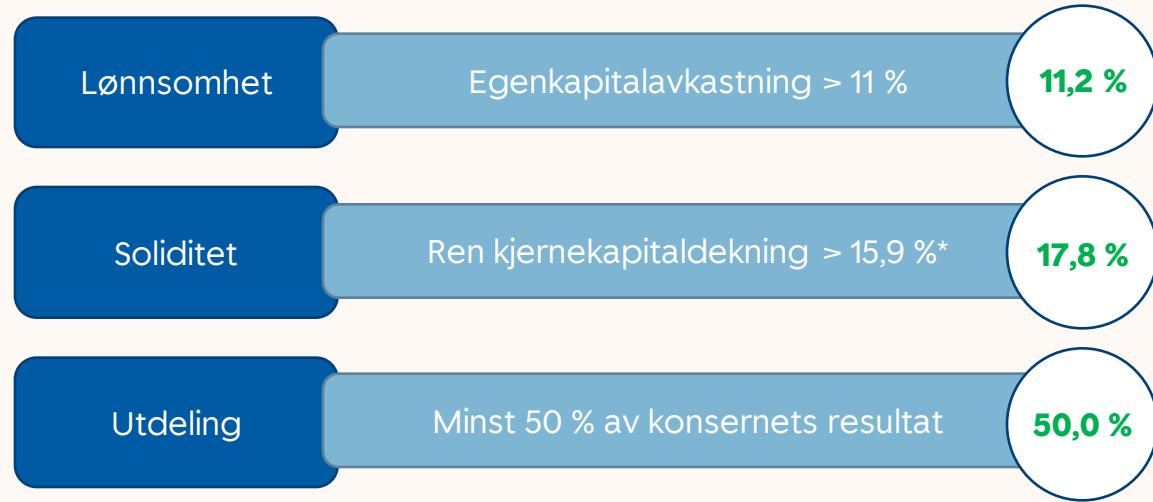 Lønnsomhet
Egenkapitalavkastning > 11 %
11,2 %
Soliditet
Ren kjernekapitaldekning > 15,9 %*
17,8 %
Utdeling
Minst 50 % av konsernets resultat
50,0 %